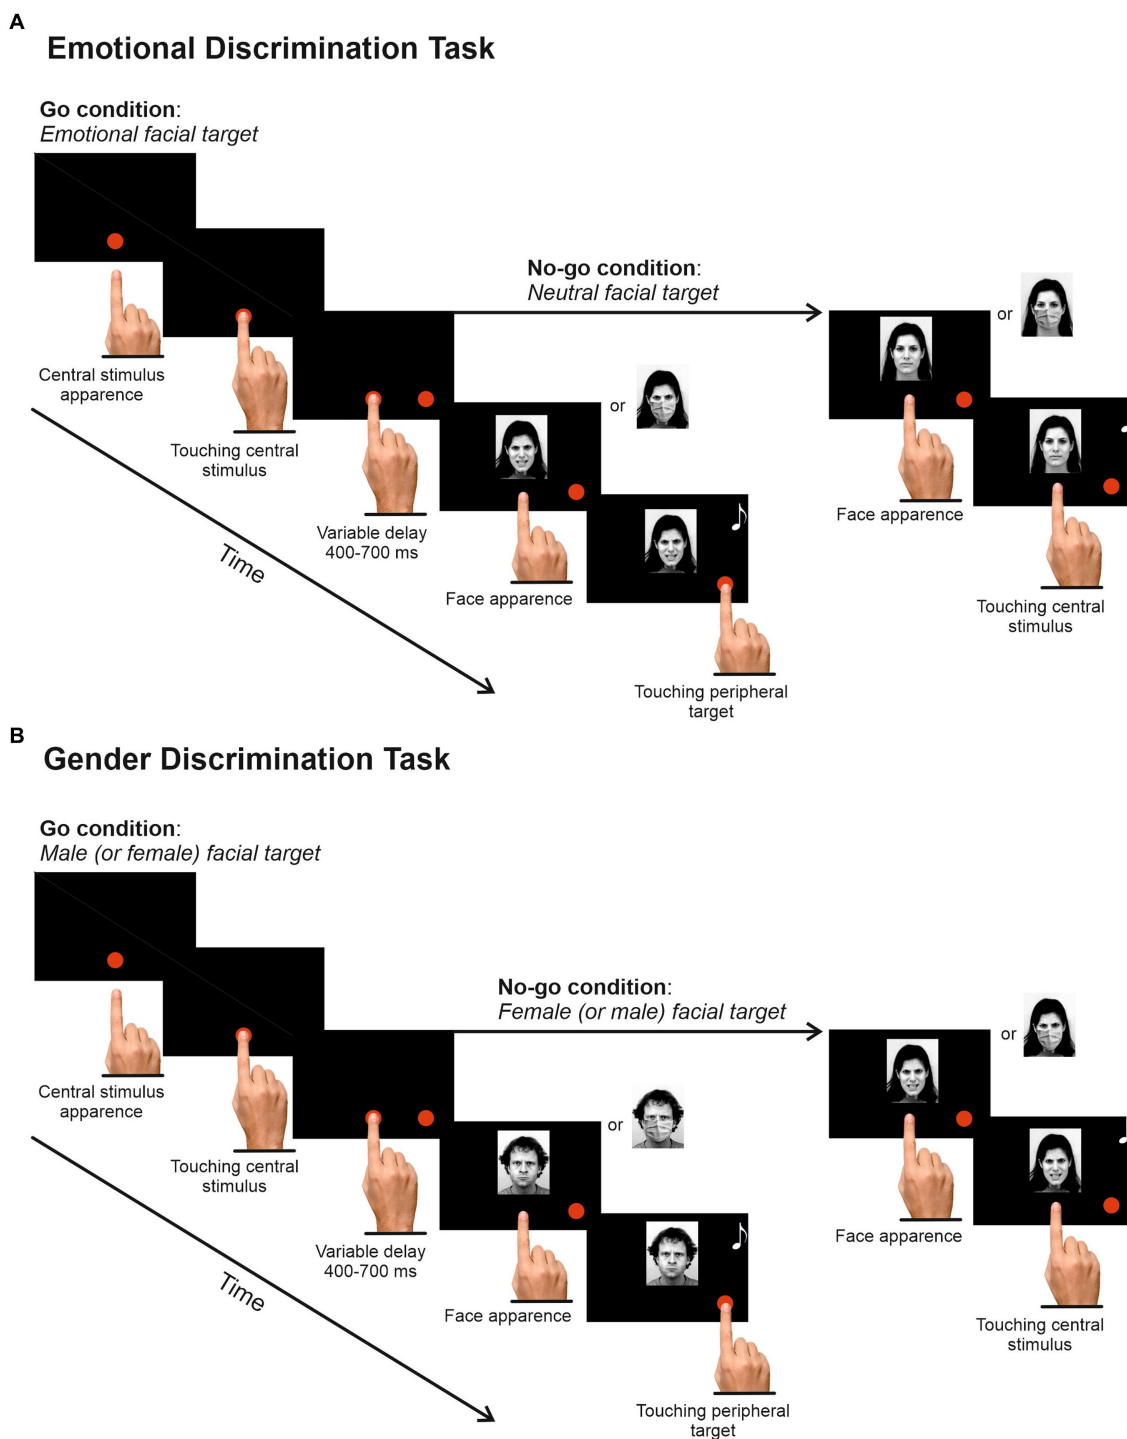 A
Emotional Discrimination Task
Go condition:
Emotional facial target
No-go condition:
Neutral facial target
or
or
Central stimulus
apparence
Touching central
stimulus
Variable delay
400-700 ms
Face apparence
Touching peripheral
target
Face apparence
Touching central
stimulus
Time
B
Gender Discrimination Task
Go condition:
Male (or female) facial target
No-go condition:
Female (or male) facial target
or
or
Central stimulus
apparence
Touching central
stimulus
Variable delay
400-700 ms
Face apparence
Touching peripheral
target
Face apparence
Touching central
stimulus
Time